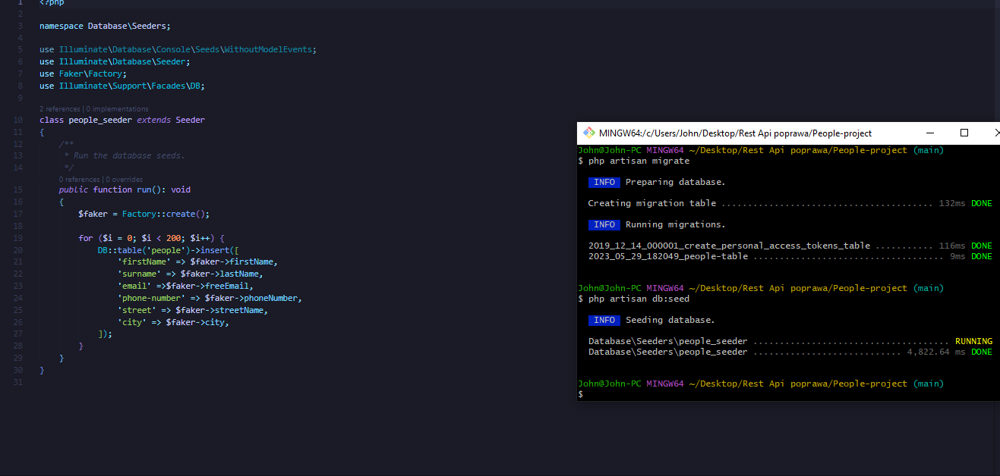 1 <?php
2
3 namespace Database\Seeders;
4
5 use Illuminate\Database\Console\Seeds\WithoutModelEvents;
6 use Illuminate\Database\Seeder;
7 use Faker\Factory;
8 use Illuminate\Support\Facades\DB;
9
2 references | 0 implementations
10 class people_seeder extends Seeder
11 {
12 /**
13 * Run the database seeds.
14 */
0 references | 0 overrides
15 public function run(): void
16 {
17 $faker = Factory::create();
18
19 for ($i = 0; $i < 200; $i++) {
20 DB::table('people')->insert([
21 'firstName' => $faker->firstName,
22 'surname' => $faker->lastName,
23 'email' =>$faker->freeEmail,
24 'phone-number' => $faker->phoneNumber,
25 'street' => $faker->streetName,
26 'city' => $faker->city,
27 ]);
28 }
29 }
30 }
31
MINGW64:/c/Users/John/Desktop/Rest Api poprawa/People-project
John@John-PC MINGW64 ~/Desktop/Rest Api poprawa/People-project (main)
$ php artisan migrate
INFO Preparing database.
Creating migration table ........................................ 132ms DONE
INFO Running migrations.
2019_12_14_000001_create_personal_access_tokens_table ........... 116ms DONE
2023_05_29_182049_people-table .................................... 9ms DONE
John@John-PC MINGW64 ~/Desktop/Rest Api poprawa/People-project (main)
$ php artisan db:seed
INFO Seeding database.
Database\Seeders\people_seeder ..................................... RUNNING
Database\Seeders\people_seeder ............................ 4,822.64 ms DONE
John@John-PC MINGW64 ~/Desktop/Rest Api poprawa/People-project (main)
$